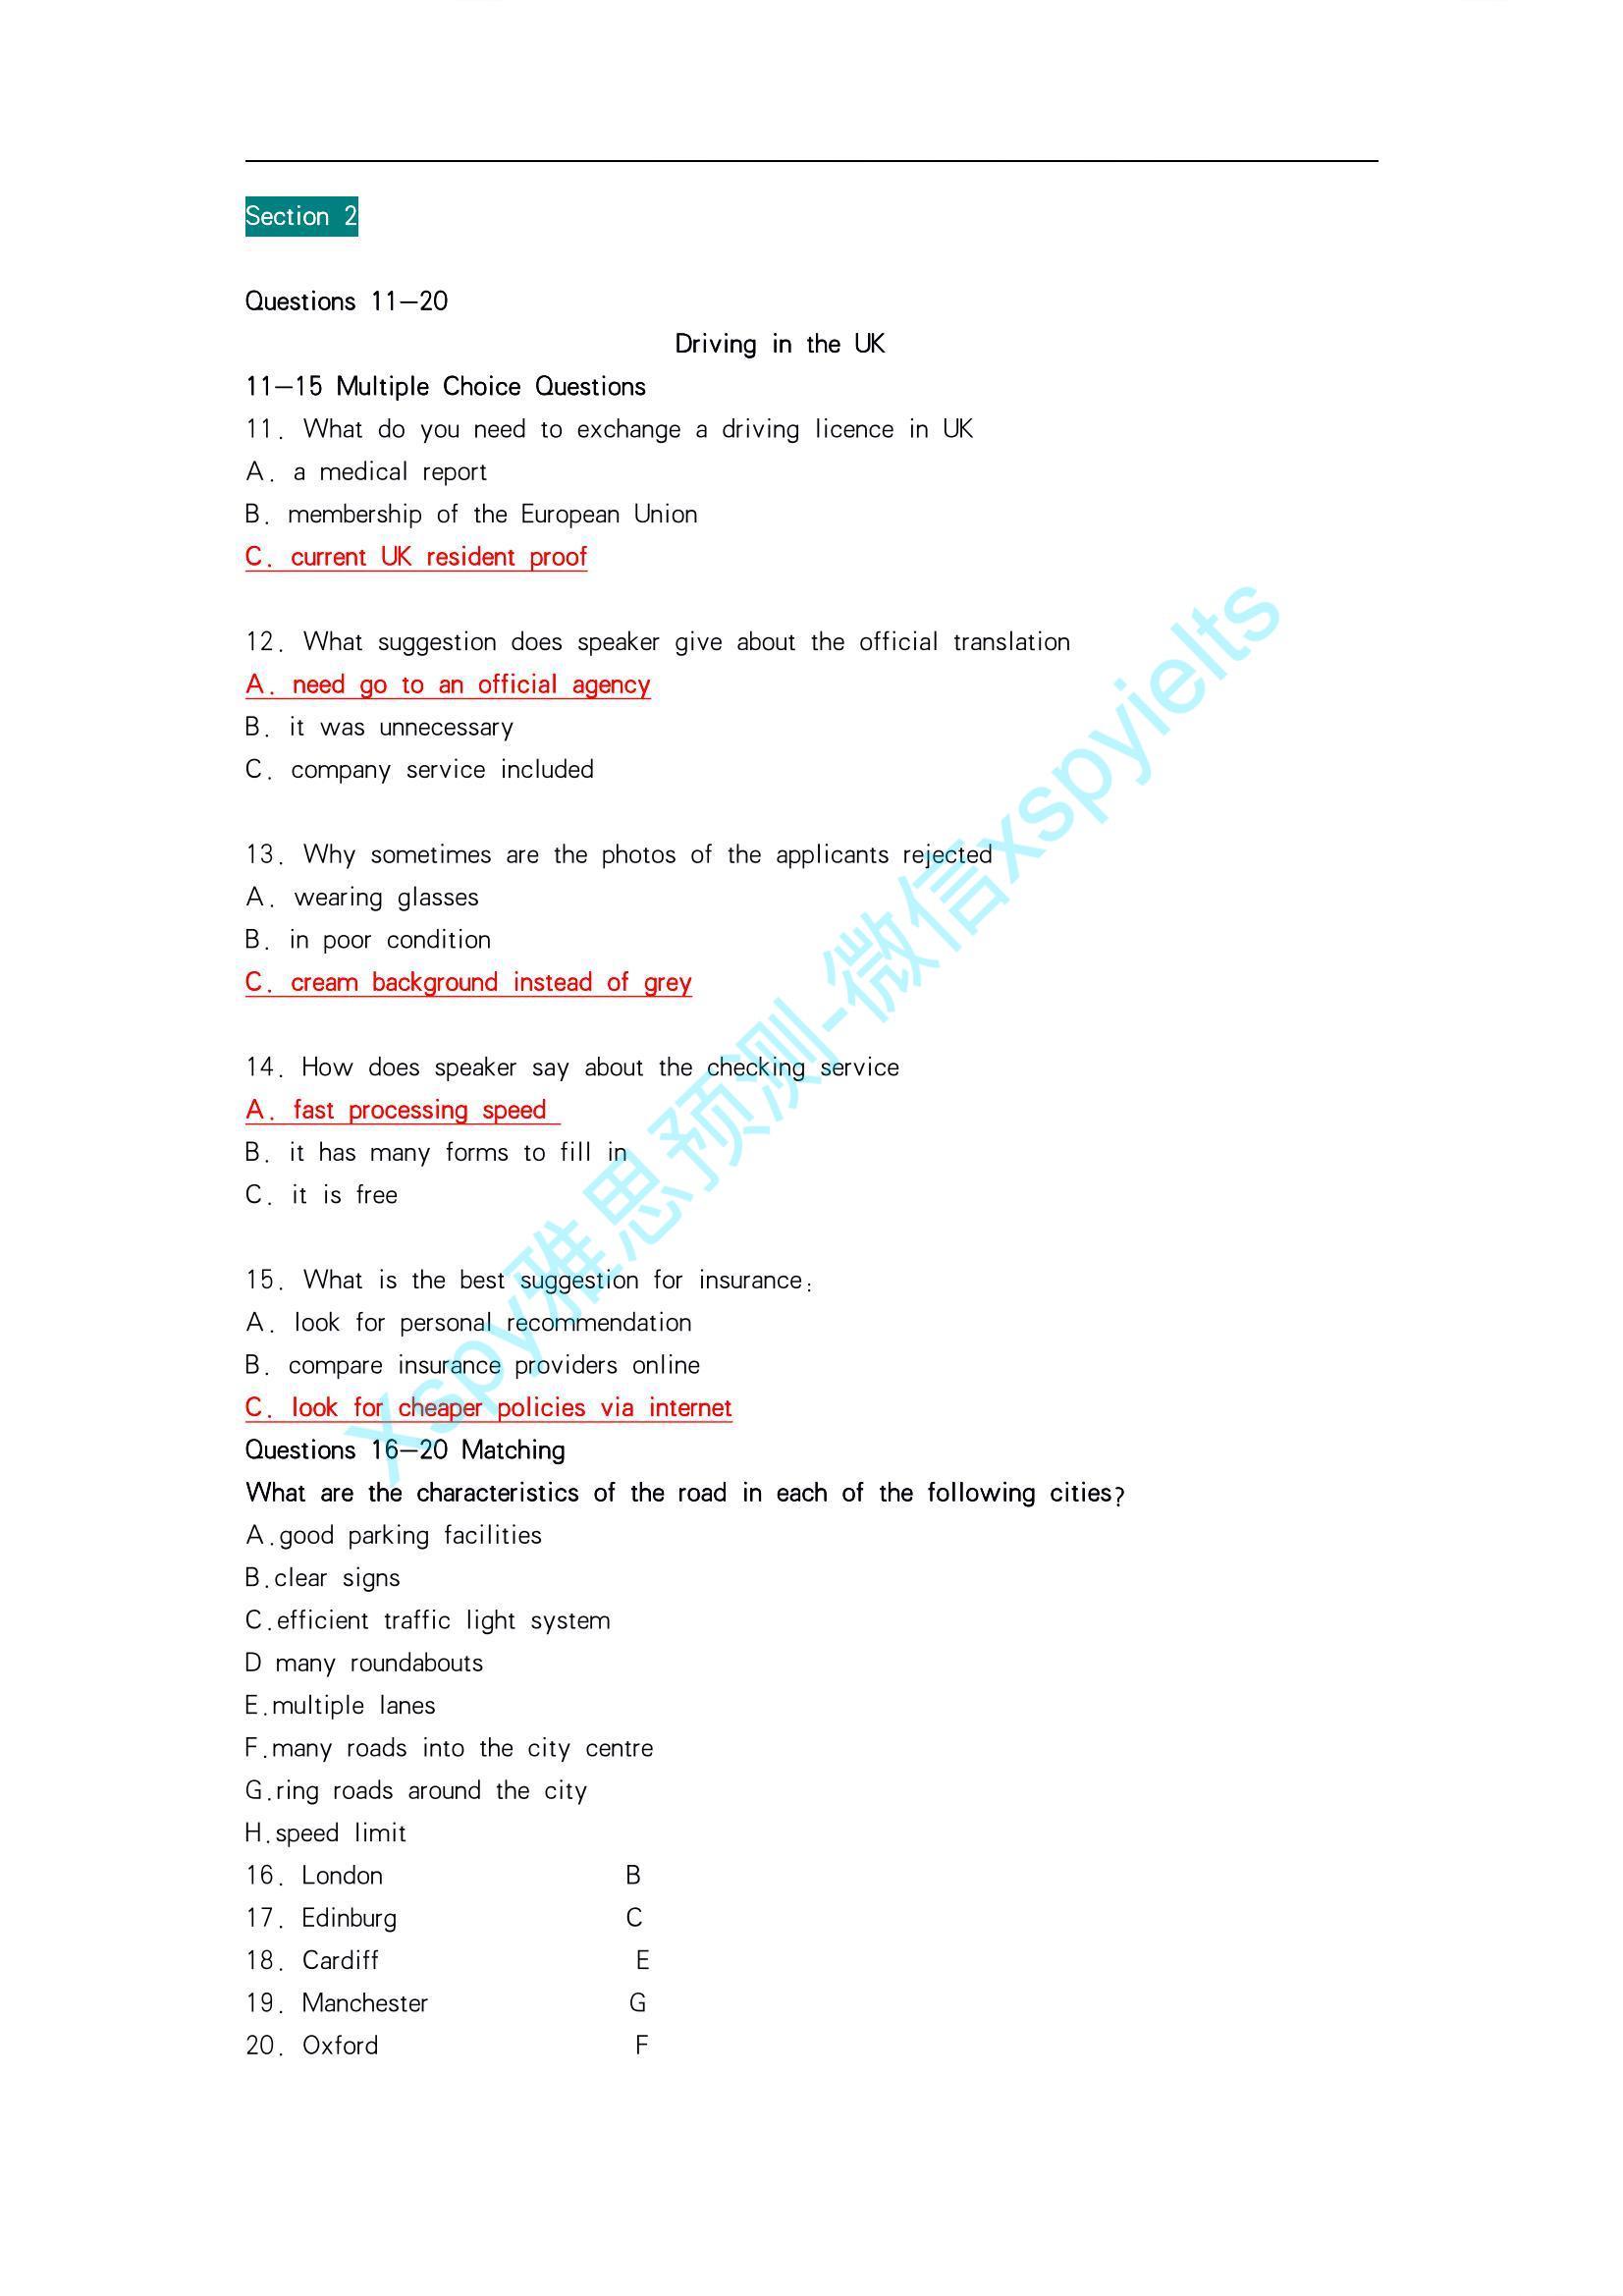 Section 2
Questions 11—20
Driving in the UK
11—15 Multiple Choice Questions
11. What do you need to exchange a driving licence in UK
A. a medical report
B. membership of the European Union
C. current UK resident proof
12. What suggestion does speaker give about the official translation
A. need go to an official agency
B. it was unnecessary
C. company service included
13. Why sometimes are the photos of the applicants rejected
A. wearing glasses
B. in poor condition
C. cream background instead of grey
14. How does speaker say about the checking service
A. fast processing speed
B. it has many forms to fill in
C. it is free
15. What is the best suggestion for insurance:
A. look for personal recommendation
B. compare insurance providers online
C. look for cheaper policies via internet
Questions 16—20 Matching
What are the characteristics of the road in each of the following cities?
A.good parking facilities
B.clear signs
C.efficient traffic light system
D many roundabouts
E.multiple lanes
F.many roads into the city centre
G.ring roads around the city
H.speed limit
16. London B
17. Edinburg C
18. Cardiff E
19. Manchester G
20. Oxford F
xspy雅思预测-微信xspyielts